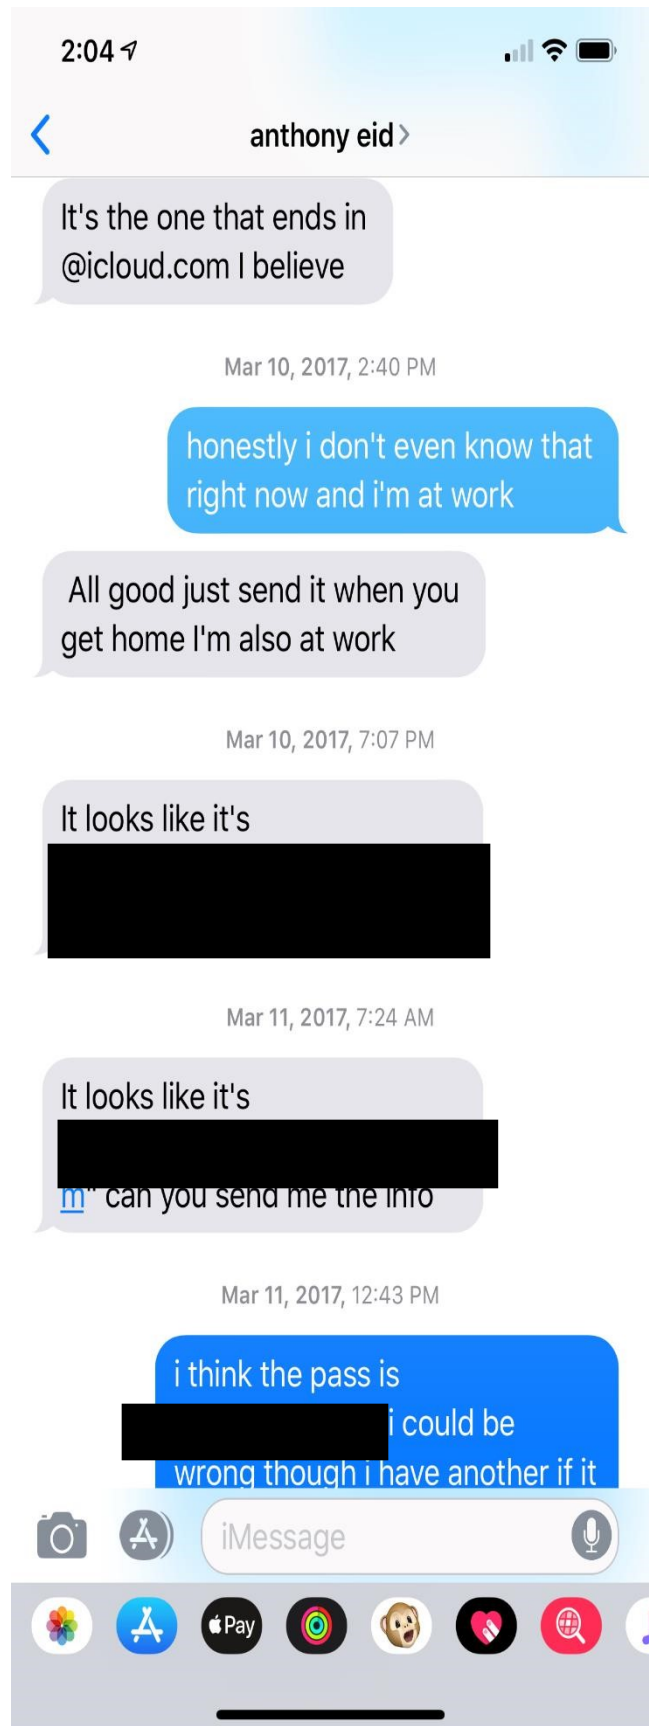 2:04
anthony eid
It's the one that ends in
@icloud.com I believe
Mar 10, 2017, 2:40 PM
honestly i don't even know that
right now and i'm at work
All good just send it when you
get home I'm also at work
Mar 10, 2017, 7:07 PM
It looks like it's
Mar 11, 2017, 7:24 AM
It looks like it's
m" can you send me the info
Mar 11, 2017, 12:43 PM
i think the pass is
i could be
wrong though i have another if it
iMessage
Pay